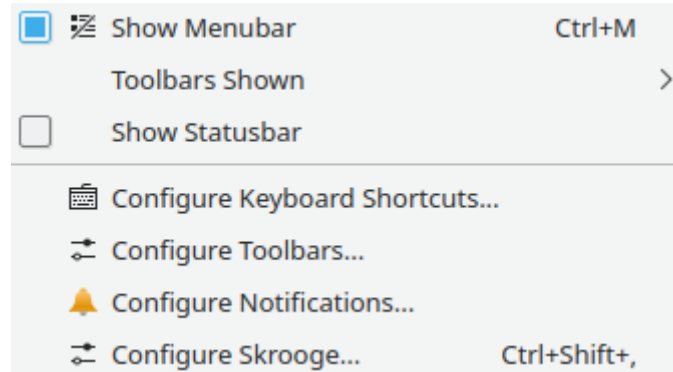 Show Menubar Ctrl+M
Toolbars Shown
Show Statusbar
Configure Keyboard Shortcuts...
Configure Toolbars...
Configure Notifications...
Configure Skrooge... Ctrl+Shift+,